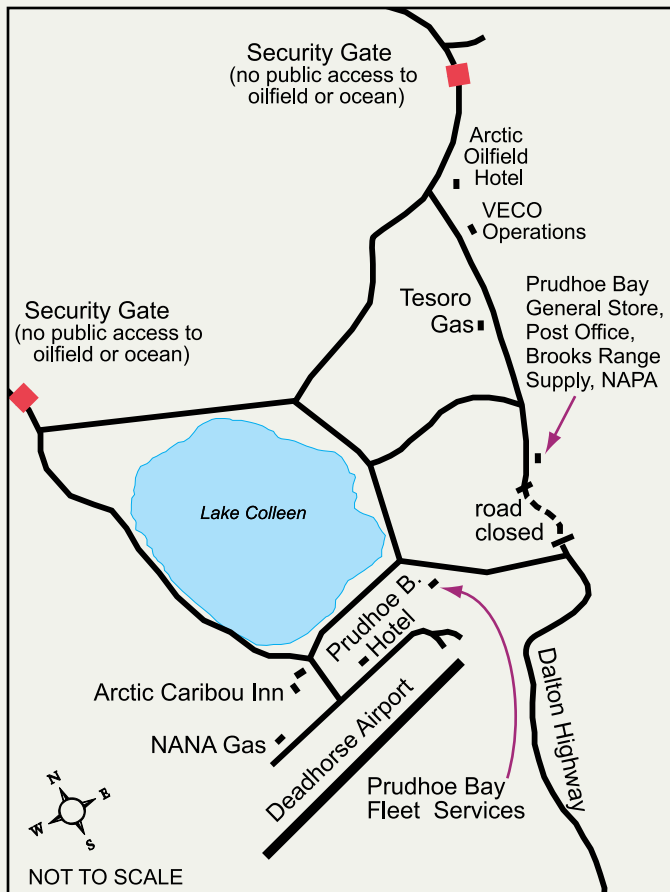 Security Gate
(no public access to
oilfield or ocean)
Arctic
Oilfield
Hotel
VECO
Operations
Tesoro
Gas
Prudhoe Bay
General Store,
Post Office,
Brooks Range
Supply, NAPA
Security Gate
(no public access to
oilfield or ocean)
Lake Colleen
road
closed
Prudhoe B.
Hotel
Arctic Caribou Inn
NANA Gas
Deadhorse Airport
Dalton Highway
Prudhoe Bay
Fleet Services
N
E
W
S
NOT TO SCALE